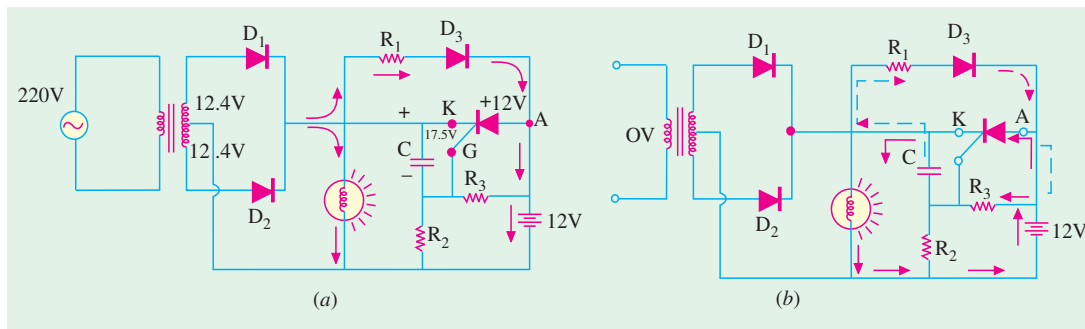 D1
R1
D3
220V
12.4V
12.4V
+
K
+12V
A
17.5V
C
G
−
R3
D2
R2
12V
(a)
D1
R1
D3
OV
K
A
C
R3
D2
R2
12V
(b)